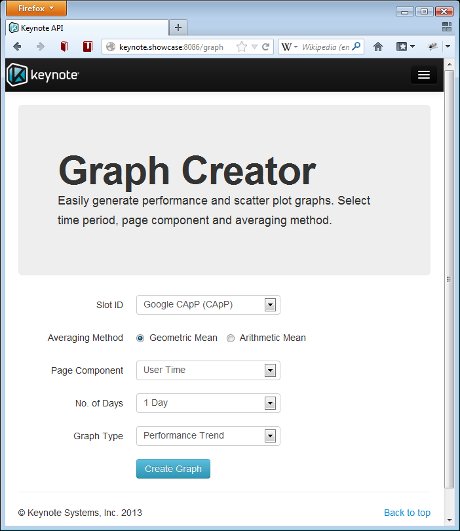 Firefox
Keynote API
keynote.showcase:8086/graph
W Wikipedia (en
keynote
Graph Creator
Easily generate performance and scatter plot graphs. Select
time period, page component and averaging method.
Slot ID Google CApP (CApP)
Averaging Method Geometric Mean Arithmetic Mean
Page Component User Time
No. of Days 1 Day
Graph Type Performance Trend
Create Graph
© Keynote Systems, Inc. 2013 Back to top